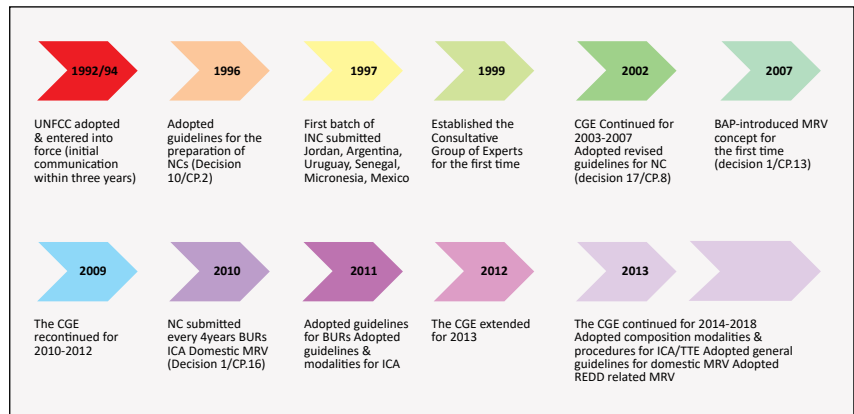 1992/94
UNFCC adopted
& entered into
force (initial
communication
within three years)
1996
Adopted
guidelines for the
preparation of
NCs (Decision
10/CP.2)
1997
First batch of
INC submitted
Jordan, Argentina,
Uruguay, Senegal,
Micronesia, Mexico
1999
Established the
Consultative
Group of Experts
for the first time
2002
CGE Continued for
2003-2007
Adopted revised
guidelines for NC
(decision 17/CP.8)
2007
BAP-introduced MRV
concept for
the first time
(decision 1/CP.13)
2009
The CGE
recontinued for
2010-2012
2010
NC submitted
every 4years BURs
ICA Domestic MRV
(Decision 1/CP.16)
2011
Adopted guidelines
for BURs Adopted
guidelines &
modalities for ICA
2012
The CGE extended
for 2013
2013
The CGE continued for 2014-2018
Adopted composition modalities &
procedures for ICA/TTE Adopted general
guidelines for domestic MRV Adopted
REDD related MRV